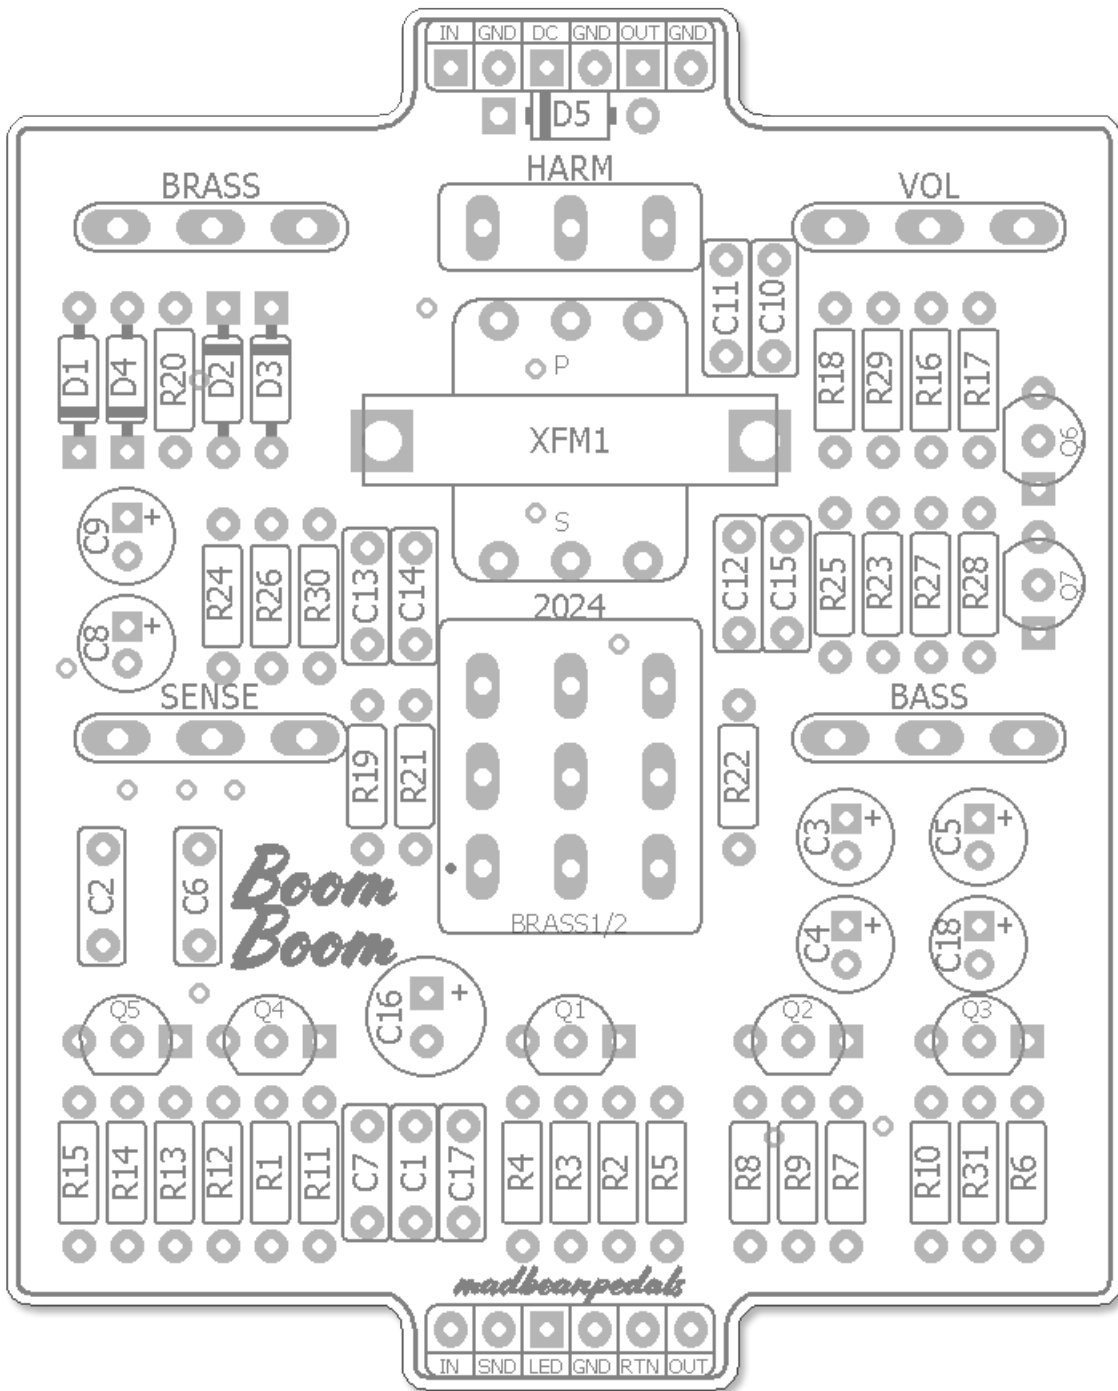 IN GND DC GND OUT GND
D5
HARM
BRASS
VOL
C11 C10
D1 D4 R20 D2 D3
R18 R29 R16 R17
P
XFM1
Q6
C9 +
S
R24 R26 R30 C13 C14
C12 C15 R25 R23 R27 R28
Q7
2024
C8 +
SENSE
BASS
R19 R21
R22
C3 + C5 +
C2 C6
Boom
Boom
BRASS1/2
C4 + C18 +
C16 +
Q5 Q4 Q1 Q2 Q3
R15 R14 R13 R12 R1 R11 C7 C1 C17 R4 R3 R2 R5 R8 R9 R7 R10 R31 R6
madbeanpedals
IN SND LED GND RTN OUT